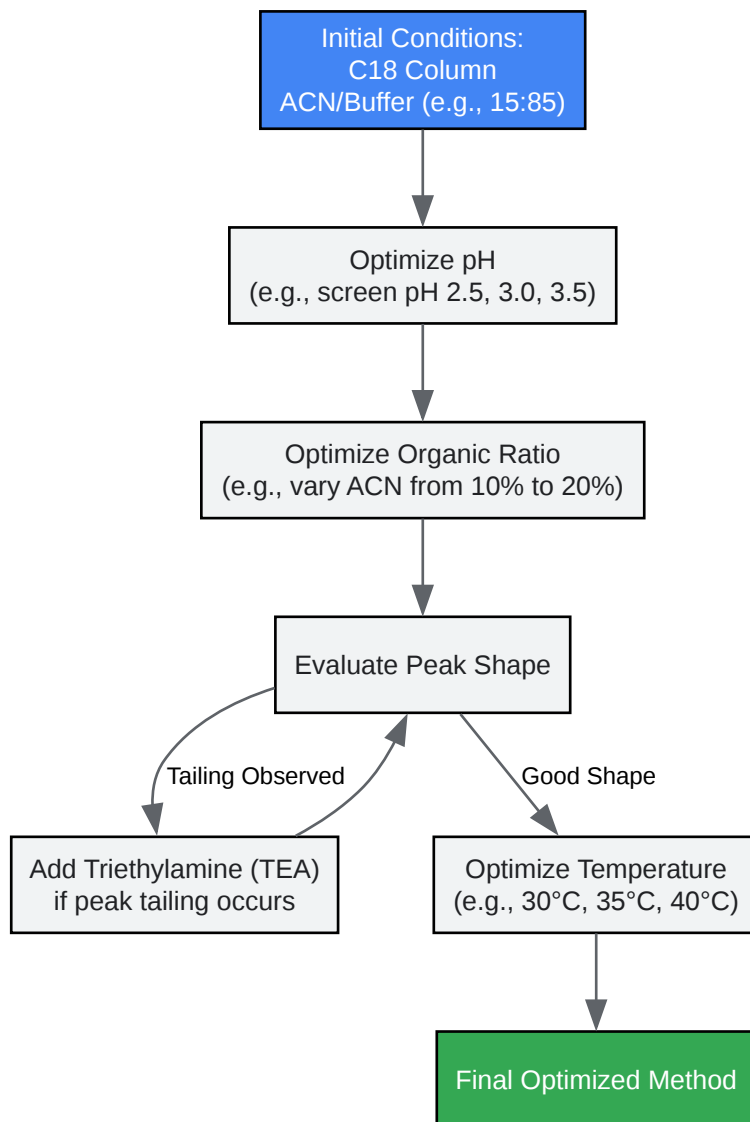 Initial Conditions:
C18 Column
ACN/Buffer (e.g., 15:85)
Optimize pH
(e.g., screen pH 2.5, 3.0, 3.5)
Optimize Organic Ratio
(e.g., vary ACN from 10% to 20%)
Evaluate Peak Shape
Tailing Observed
Good Shape
Add Triethylamine (TEA)
if peak tailing occurs
Optimize Temperature
(e.g., 30°C, 35°C, 40°C)
Final Optimized Method